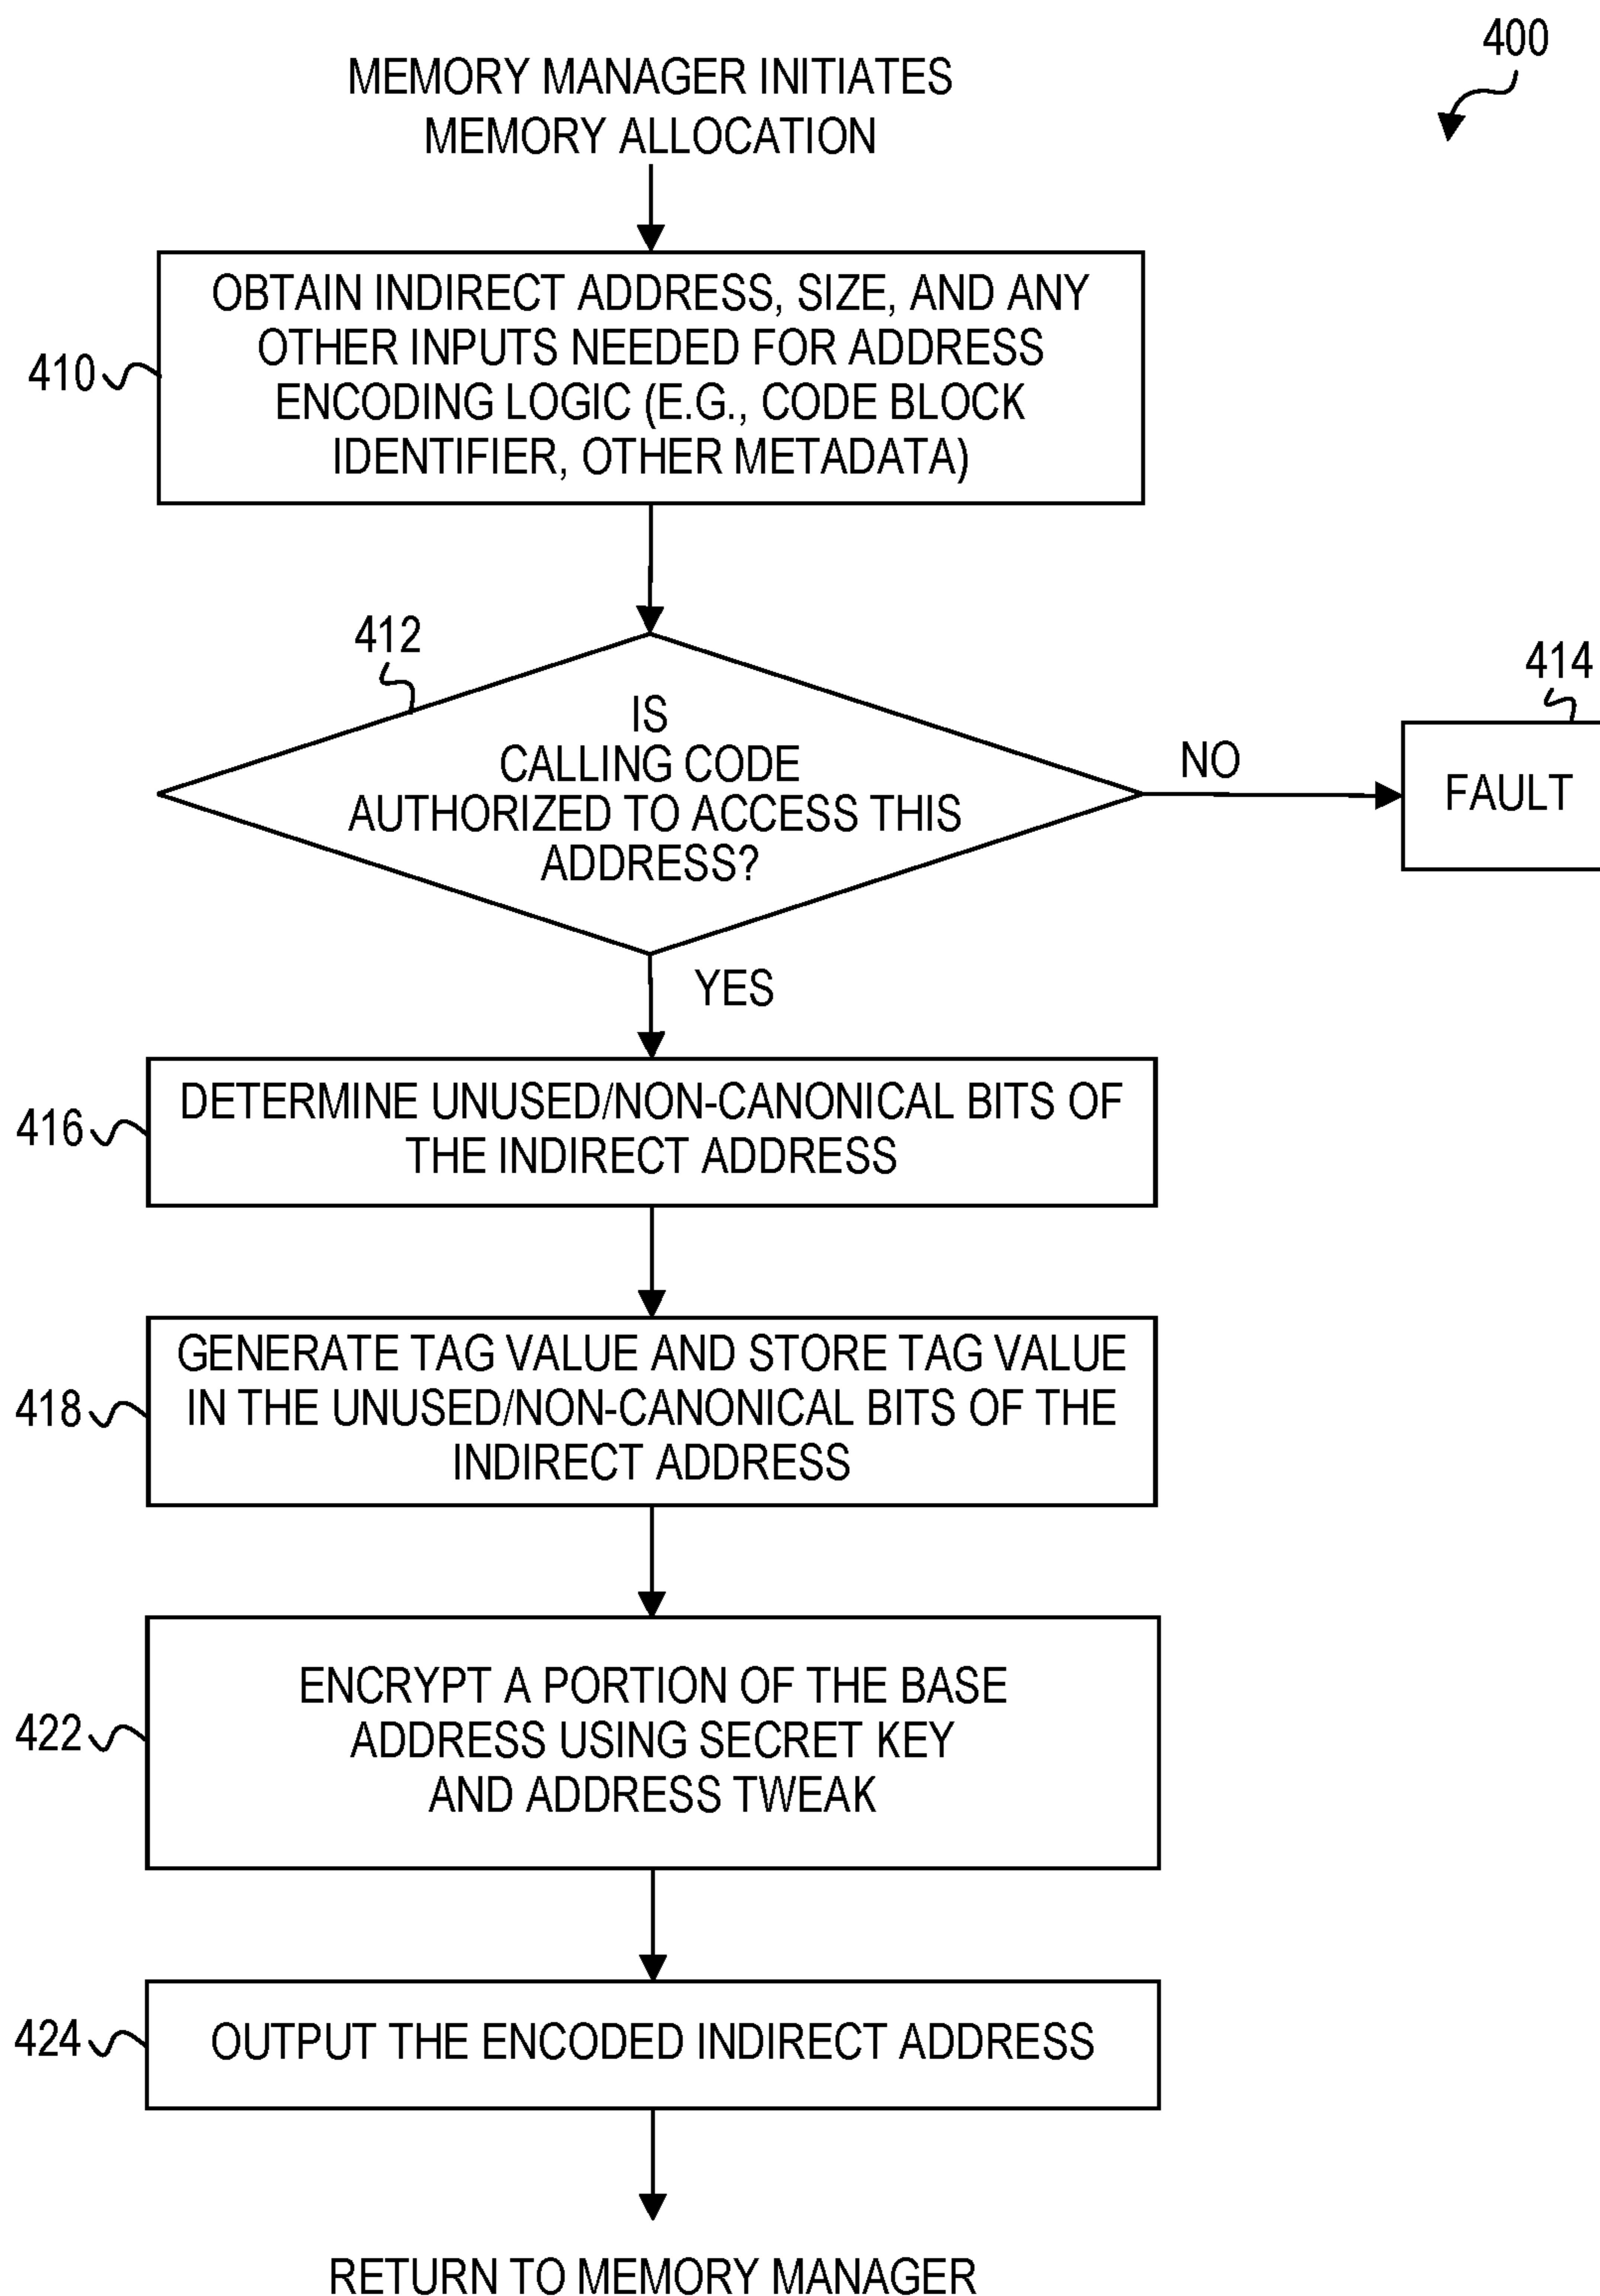 400
MEMORY MANAGER INITIATES
MEMORY ALLOCATION
410
OBTAIN INDIRECT ADDRESS, SIZE, AND ANY
OTHER INPUTS NEEDED FOR ADDRESS
ENCODING LOGIC (E.G., CODE BLOCK
IDENTIFIER, OTHER METADATA)
412
IS
CALLING CODE
AUTHORIZED TO ACCESS THIS
ADDRESS?
NO
414
FAULT
YES
416
DETERMINE UNUSED/NON-CANONICAL BITS OF
THE INDIRECT ADDRESS
418
GENERATE TAG VALUE AND STORE TAG VALUE
IN THE UNUSED/NON-CANONICAL BITS OF THE
INDIRECT ADDRESS
422
ENCRYPT A PORTION OF THE BASE
ADDRESS USING SECRET KEY
AND ADDRESS TWEAK
424
OUTPUT THE ENCODED INDIRECT ADDRESS
RETURN TO MEMORY MANAGER